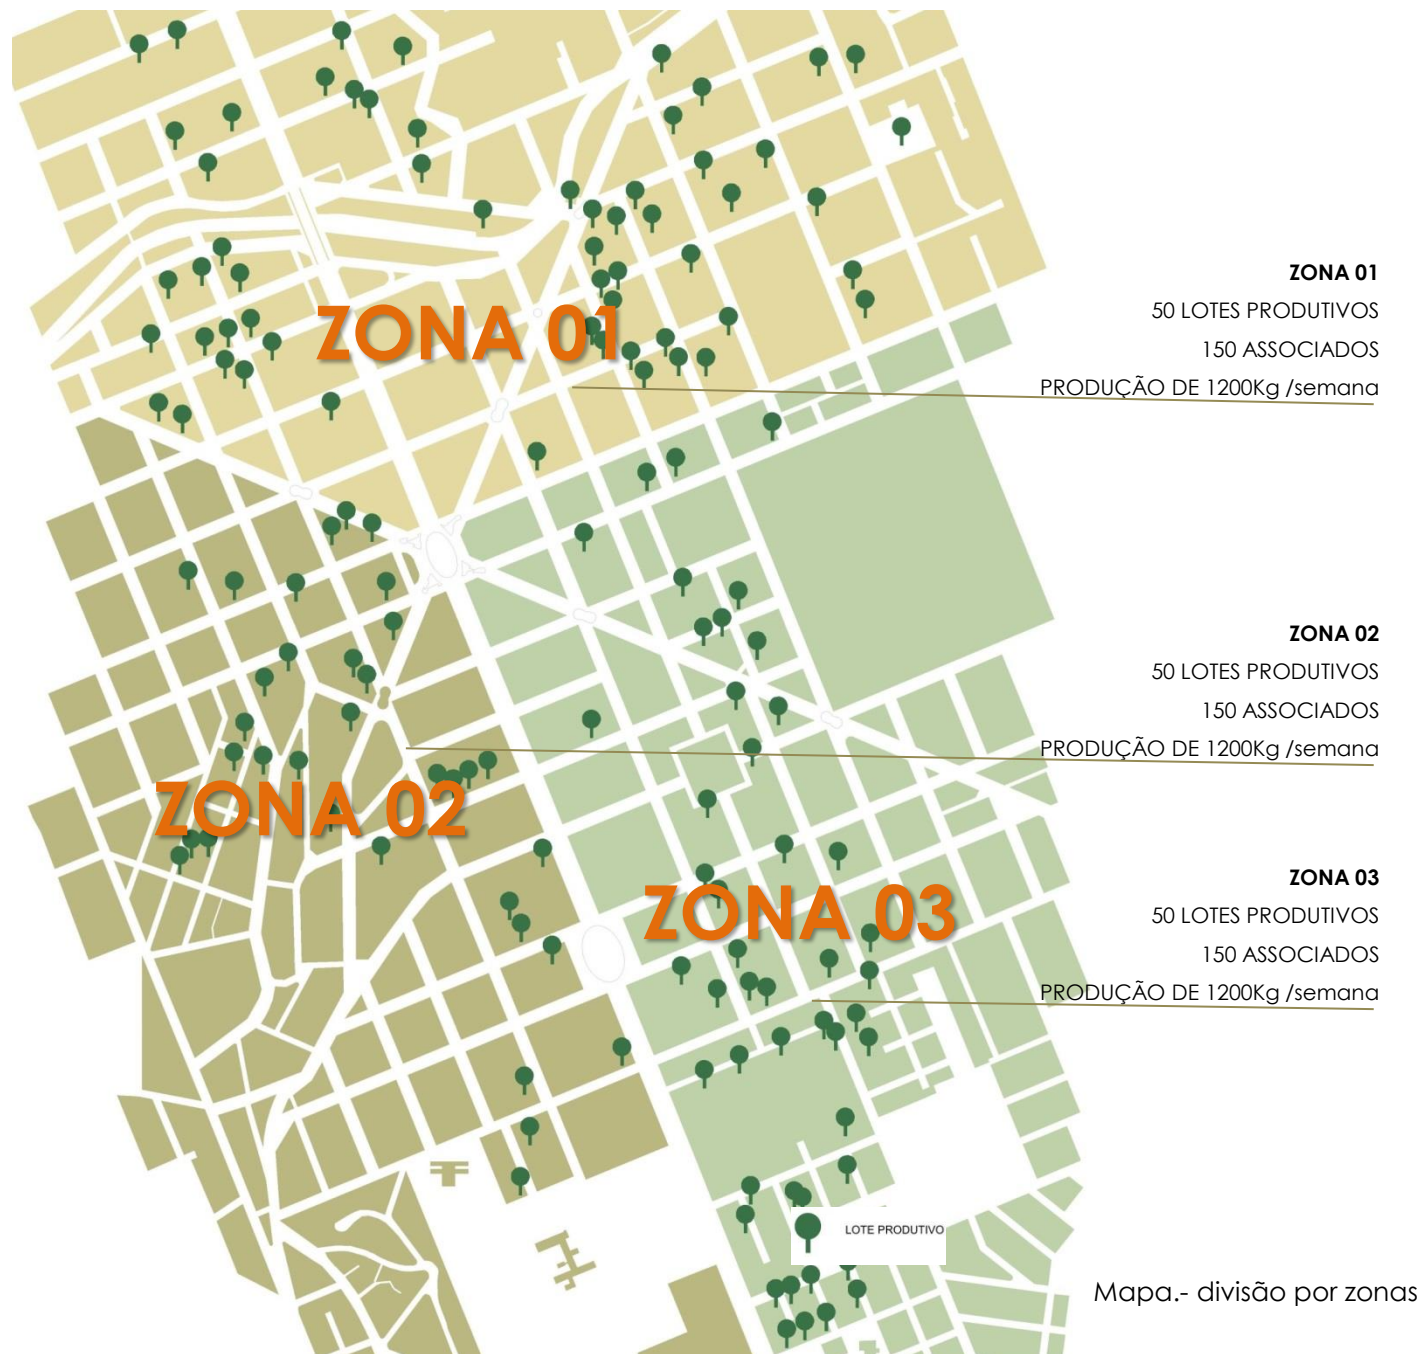 ZONA 01
ZONA 01
50 LOTES PRODUTIVOS
150 ASSOCIADOS
PRODUÇÃO DE 1200Kg /semana
ZONA 02
50 LOTES PRODUTIVOS
150 ASSOCIADOS
PRODUÇÃO DE 1200Kg /semana
ZONA 02
ZONA 03
ZONA 03
50 LOTES PRODUTIVOS
150 ASSOCIADOS
PRODUÇÃO DE 1200Kg /semana
LOTE PRODUTIVO
Mapa.- divisão por zonas